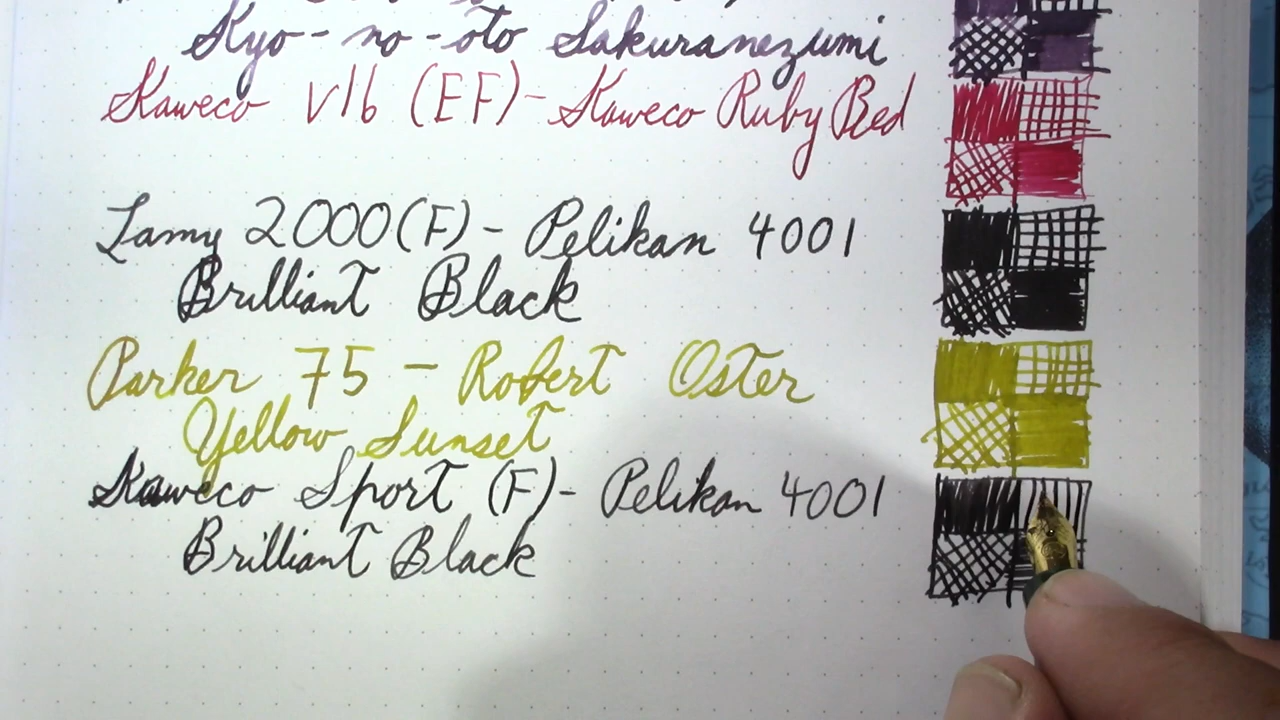 Kyo-no-oto Sakuranezumi
Kaweco V16 (EF)- Kaweco Ruby Red
Lamy 2000(F)- Pelikan 4001
Brilliant Black
Parker 75 - Robert Oster
Yellow Sunset
Kaweco Sport (F)- Pelikan 4001
Brilliant Black